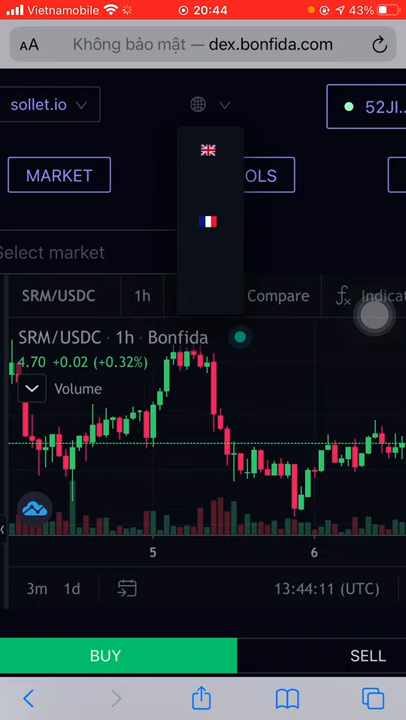 Vietnamobile 20:44 43%
AA Không bảo mật — dex.bonfida.com
sollet.io
52JI..
MARKET
OLS
Select market
SRM/USDC 1h Compare fx Indicat
SRM/USDC · 1h · Bonfida
4.70 +0.02 (+0.32%)
Volume
5 6
3m 1d 13:44:11 (UTC)
BUY SELL